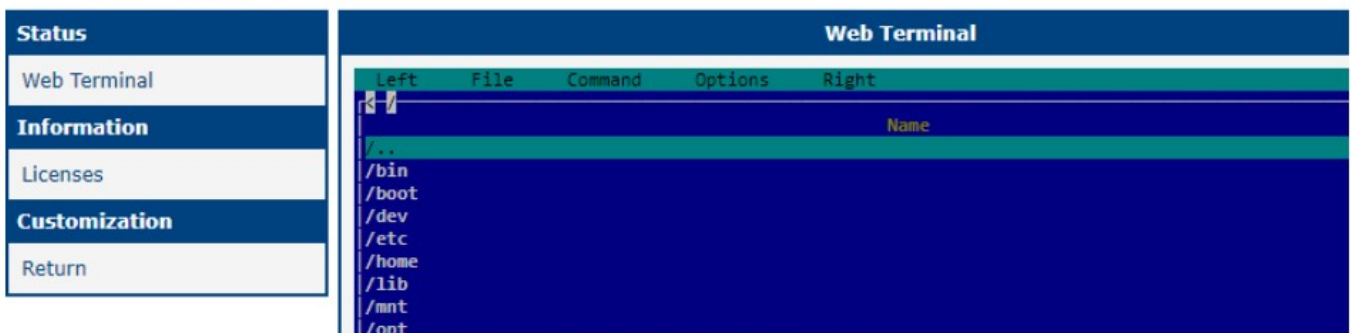 Status
Web Terminal
Information
Licenses
Customization
Return
Web Terminal
Left File Command Options Right
< /
Name
/..
/bin
/boot
/dev
/etc
/home
/lib
/mnt
/opt